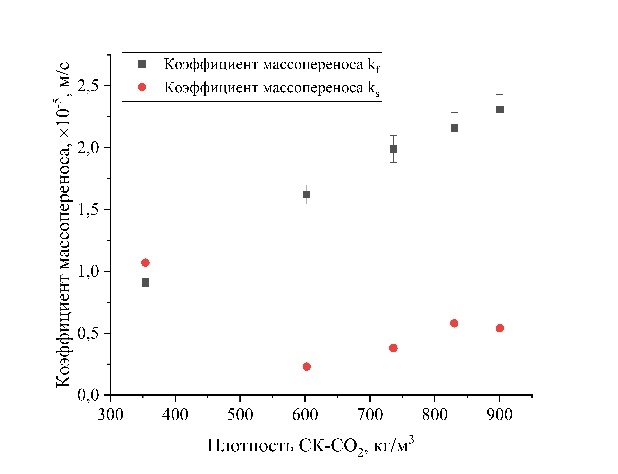 Коэффициент массопереноса kf
Коэффициент массопереноса ks
Коэффициент массопереноса, ×10⁻⁵, м/с
2,5
2,0
1,5
1,0
0,5
0,0
300 400 500 600 700 800 900
Плотность СК-CO₂, кг/м³